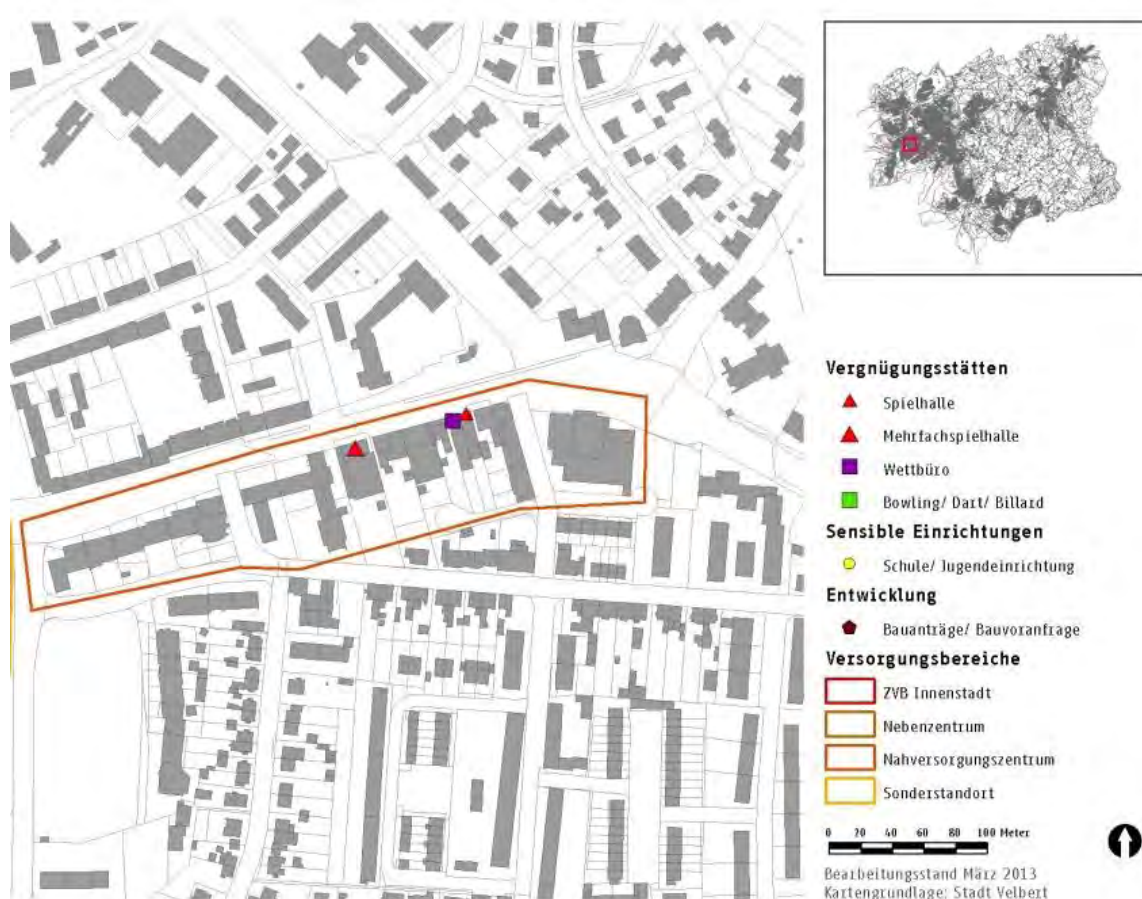 Vergnügungsstätten
Spielhalle
Mehrfachspielhalle
Wettbüro
Bowling/ Dart/ Billard
Sensible Einrichtungen
Schule/ Jugendeinrichtung
Entwicklung
Bauanträge/ Bauvoranfrage
Versorgungsbereiche
ZVB Innenstadt
Nebenzentrum
Nahversorgungszentrum
Sonderstandort
0 20 40 60 80 100 Meter
Bearbeitungsstand März 2013
Kartengrundlage: Stadt Velbert